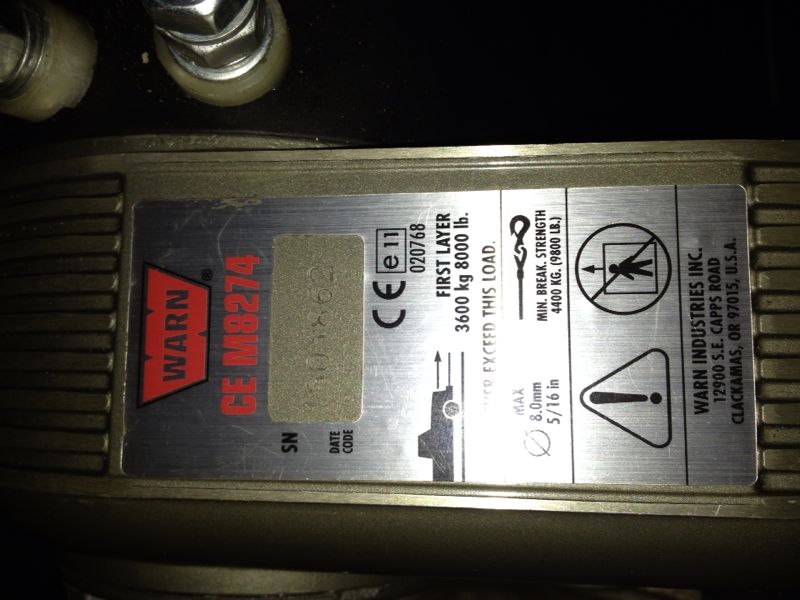 WARN®
CE M8274
SN
DATE
CODE
CE e 11
020768
FIRST LAYER
3600 kg 8000 lb.
EXCEED THIS LOAD.
MAX
Ø 8.0mm
5/16 in
MIN. BREAK. STRENGTH
4400 KG. (9800 LB.)
WARN INDUSTRIES INC.
12900 S.E. CAPPS ROAD
CLACKAMAS, OR 97015, U.S.A.